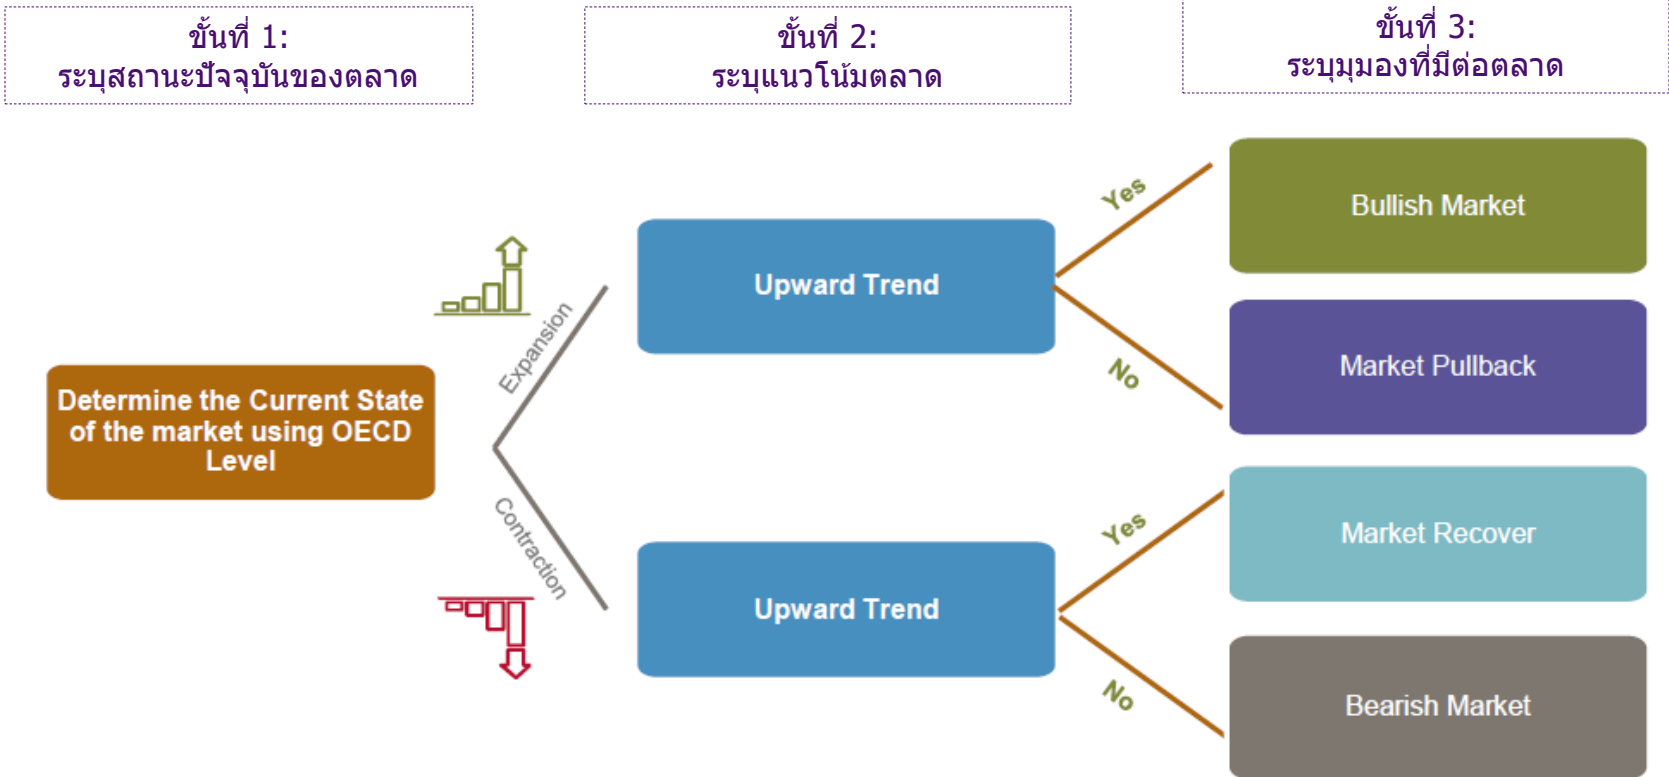 ขั้นที่ 1:
ระบุสถานะปัจจุบันของตลาด
ขั้นที่ 2:
ระบุแนวโน้มตลาด
ขั้นที่ 3:
ระบุมุมองที่มีต่อตลาด
Determine the Current State
of the market using OECD
Level
Expansion
Contraction
Upward Trend
Upward Trend
Yes
No
Yes
No
Bullish Market
Market Pullback
Market Recover
Bearish Market